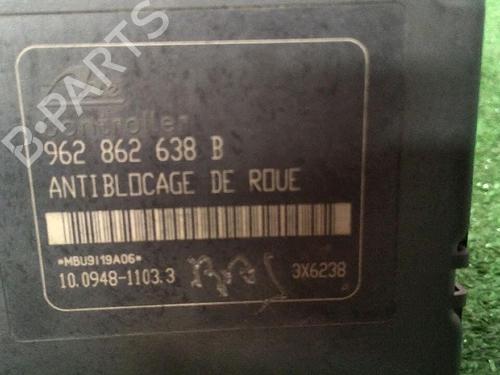 B-PARTS
Controller
962 862 638 B
ANTIBLOCAGE DE ROUE
*MBU9119A06*
10.0948-1103.3
3X6238